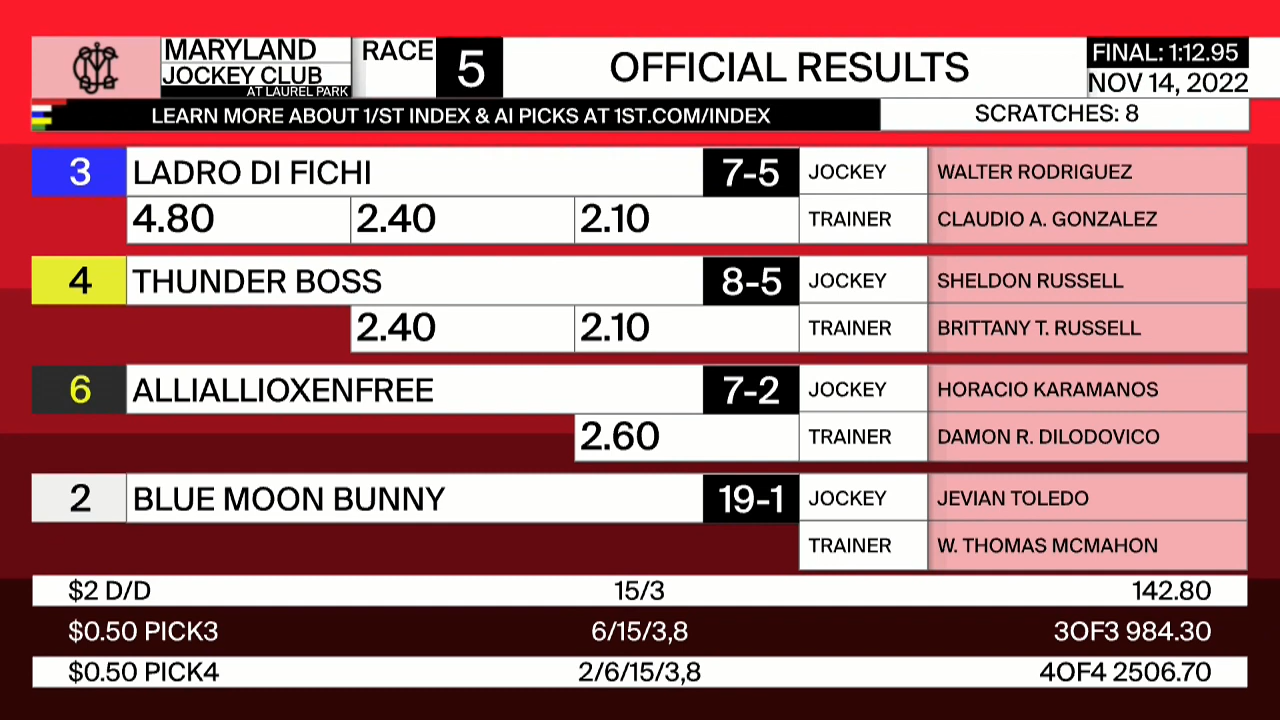 MARYLAND
JOCKEY CLUB
AT LAUREL PARK
RACE 5
OFFICIAL RESULTS
FINAL: 1:12.95
NOV 14, 2022
LEARN MORE ABOUT 1/ST INDEX & AI PICKS AT 1ST.COM/INDEX
SCRATCHES: 8
3 LADRO DI FICHI 7-5 JOCKEY WALTER RODRIGUEZ
4.80 2.40 2.10 TRAINER CLAUDIO A. GONZALEZ
4 THUNDER BOSS 8-5 JOCKEY SHELDON RUSSELL
2.40 2.10 TRAINER BRITTANY T. RUSSELL
6 ALLIALLIOXENFREE 7-2 JOCKEY HORACIO KARAMANOS
2.60 TRAINER DAMON R. DILODOVICO
2 BLUE MOON BUNNY 19-1 JOCKEY JEVIAN TOLEDO
TRAINER W. THOMAS MCMAHON
$2 D/D 15/3 142.80
$0.50 PICK3 6/15/3,8 3OF3 984.30
$0.50 PICK4 2/6/15/3,8 4OF4 2506.70